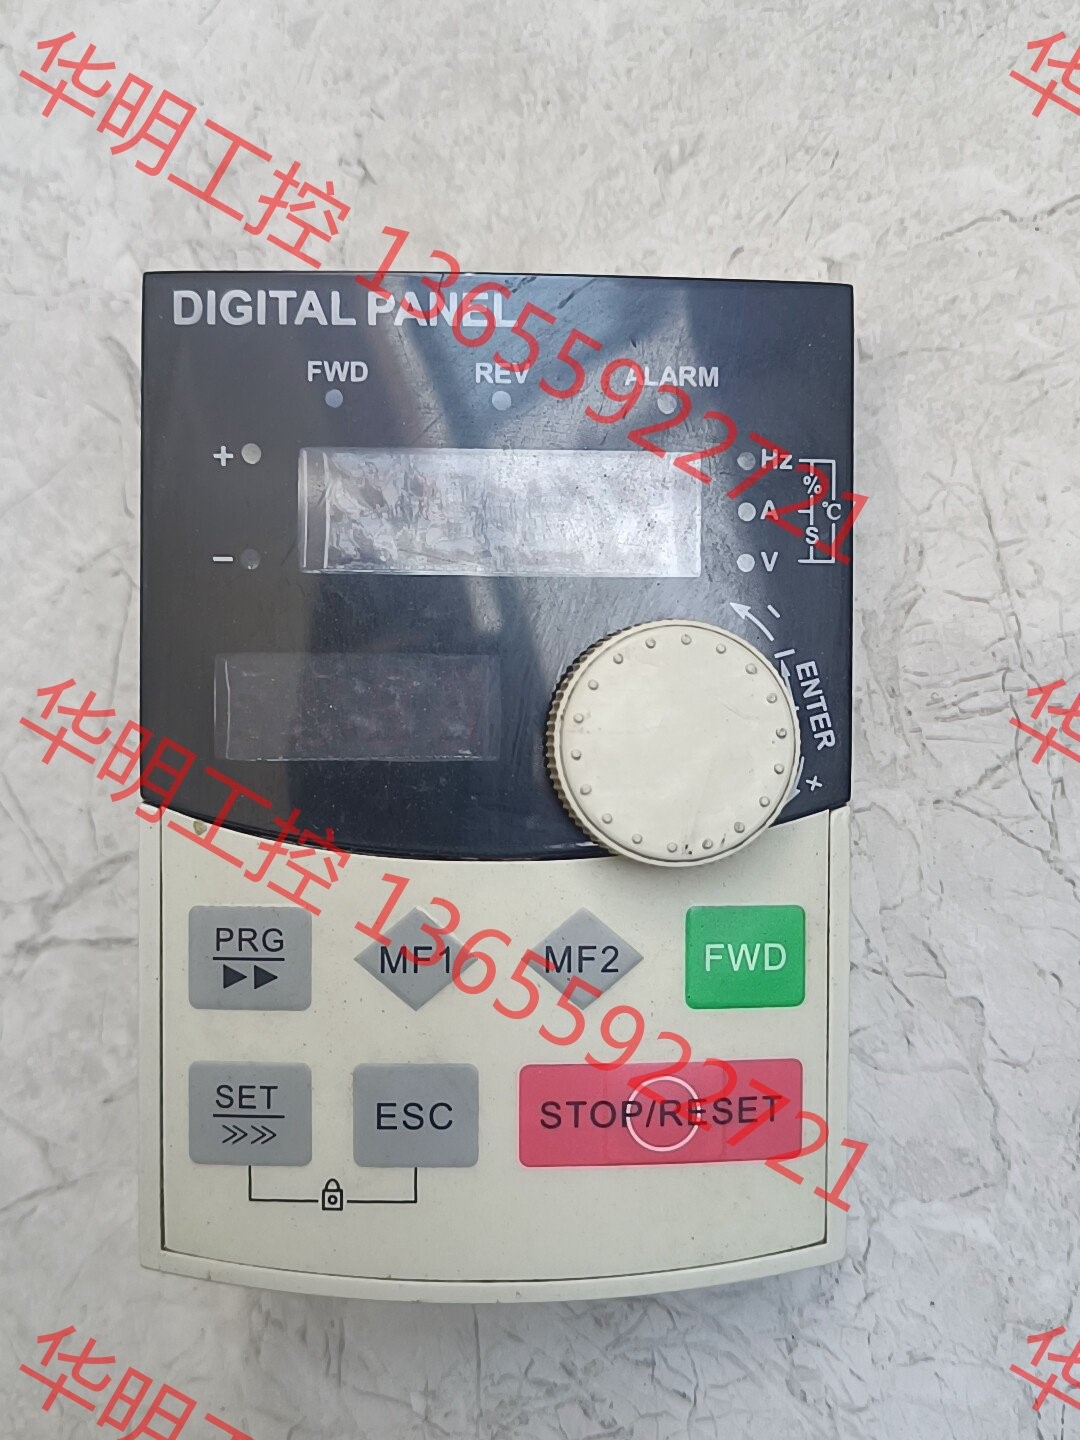 华明工控 13655922721
DIGITAL PANEL
FWD REV ALARM
+ Hz
%
℃
A
S
− V
−
ENTER
+
华明工控 13655922721
PRG MF1 MF2 FWD
SET ESC STOP/RESET
华明工控